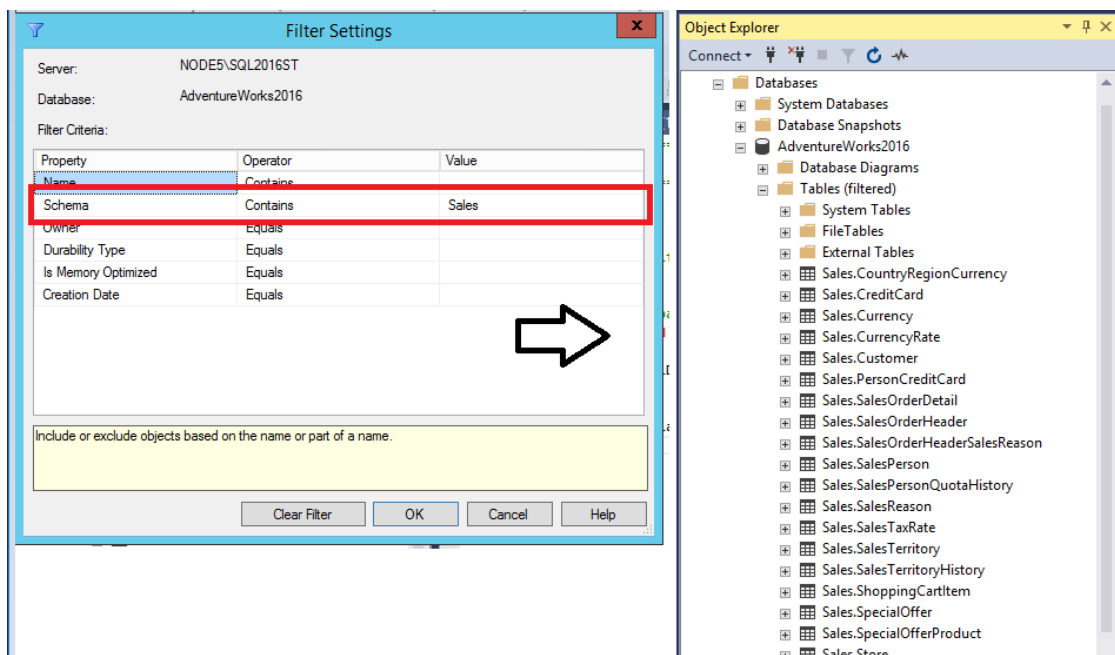 Filter Settings
x
Server: NODE5\SQL2016ST
Database: AdventureWorks2016
Filter Criteria:
Property Operator Value
Name Contains
Schema Contains Sales
Owner Equals
Durability Type Equals
Is Memory Optimized Equals
Creation Date Equals
Include or exclude objects based on the name or part of a name.
Clear Filter OK Cancel Help
Object Explorer
Connect
Databases
System Databases
Database Snapshots
AdventureWorks2016
Database Diagrams
Tables (filtered)
System Tables
FileTables
External Tables
Sales.CountryRegionCurrency
Sales.CreditCard
Sales.Currency
Sales.CurrencyRate
Sales.Customer
Sales.PersonCreditCard
Sales.SalesOrderDetail
Sales.SalesOrderHeader
Sales.SalesOrderHeaderSalesReason
Sales.SalesPerson
Sales.SalesPersonQuotaHistory
Sales.SalesReason
Sales.SalesTaxRate
Sales.SalesTerritory
Sales.SalesTerritoryHistory
Sales.ShoppingCartItem
Sales.SpecialOffer
Sales.SpecialOfferProduct
Sales.Store